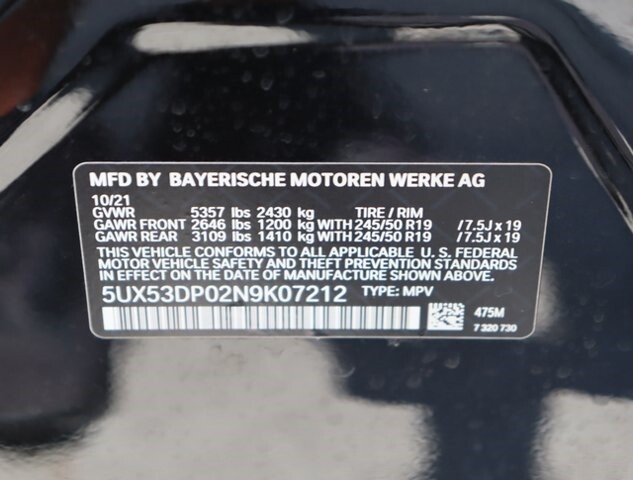 MFD BY BAYERISCHE MOTOREN WERKE AG
10/21
GVWR 5357 lbs 2430 kg TIRE / RIM
GAWR FRONT 2646 lbs 1200 kg WITH 245/50 R19 /7.5J x 19
GAWR REAR 3109 lbs 1410 kg WITH 245/50 R19 /7.5J x 19
THIS VEHICLE CONFORMS TO ALL APPLICABLE U. S. FEDERAL
MOTOR VEHICLE SAFETY AND THEFT PREVENTION STANDARDS
IN EFFECT ON THE DATE OF MANUFACTURE SHOWN ABOVE.
5UX53DP02N9K07212 TYPE: MPV
475M
7 320 730